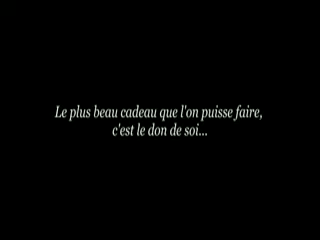 Le plus beau cadeau que l'on puisse faire,
c'est le don de soi...